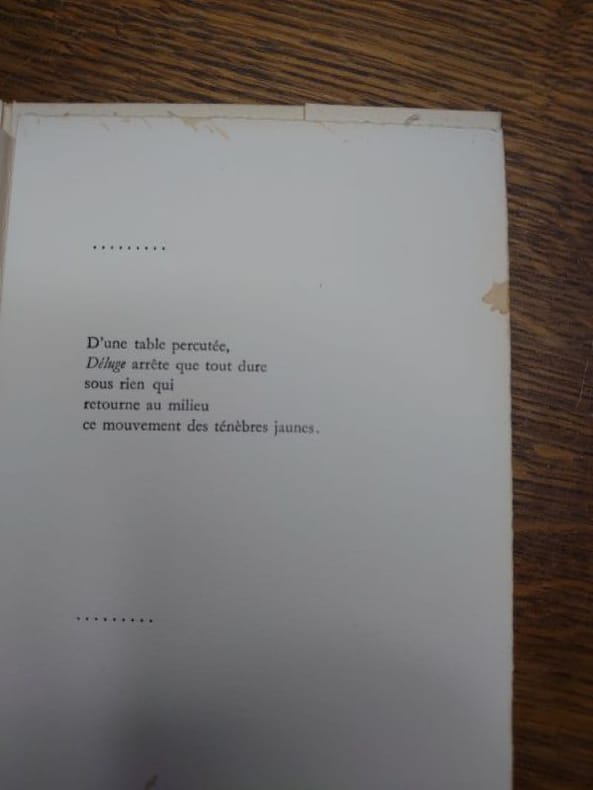 .........
D'une table percutée,
Déluge arrête que tout dure
sous rien qui
retourne au milieu
ce mouvement des ténèbres jaunes.
.........